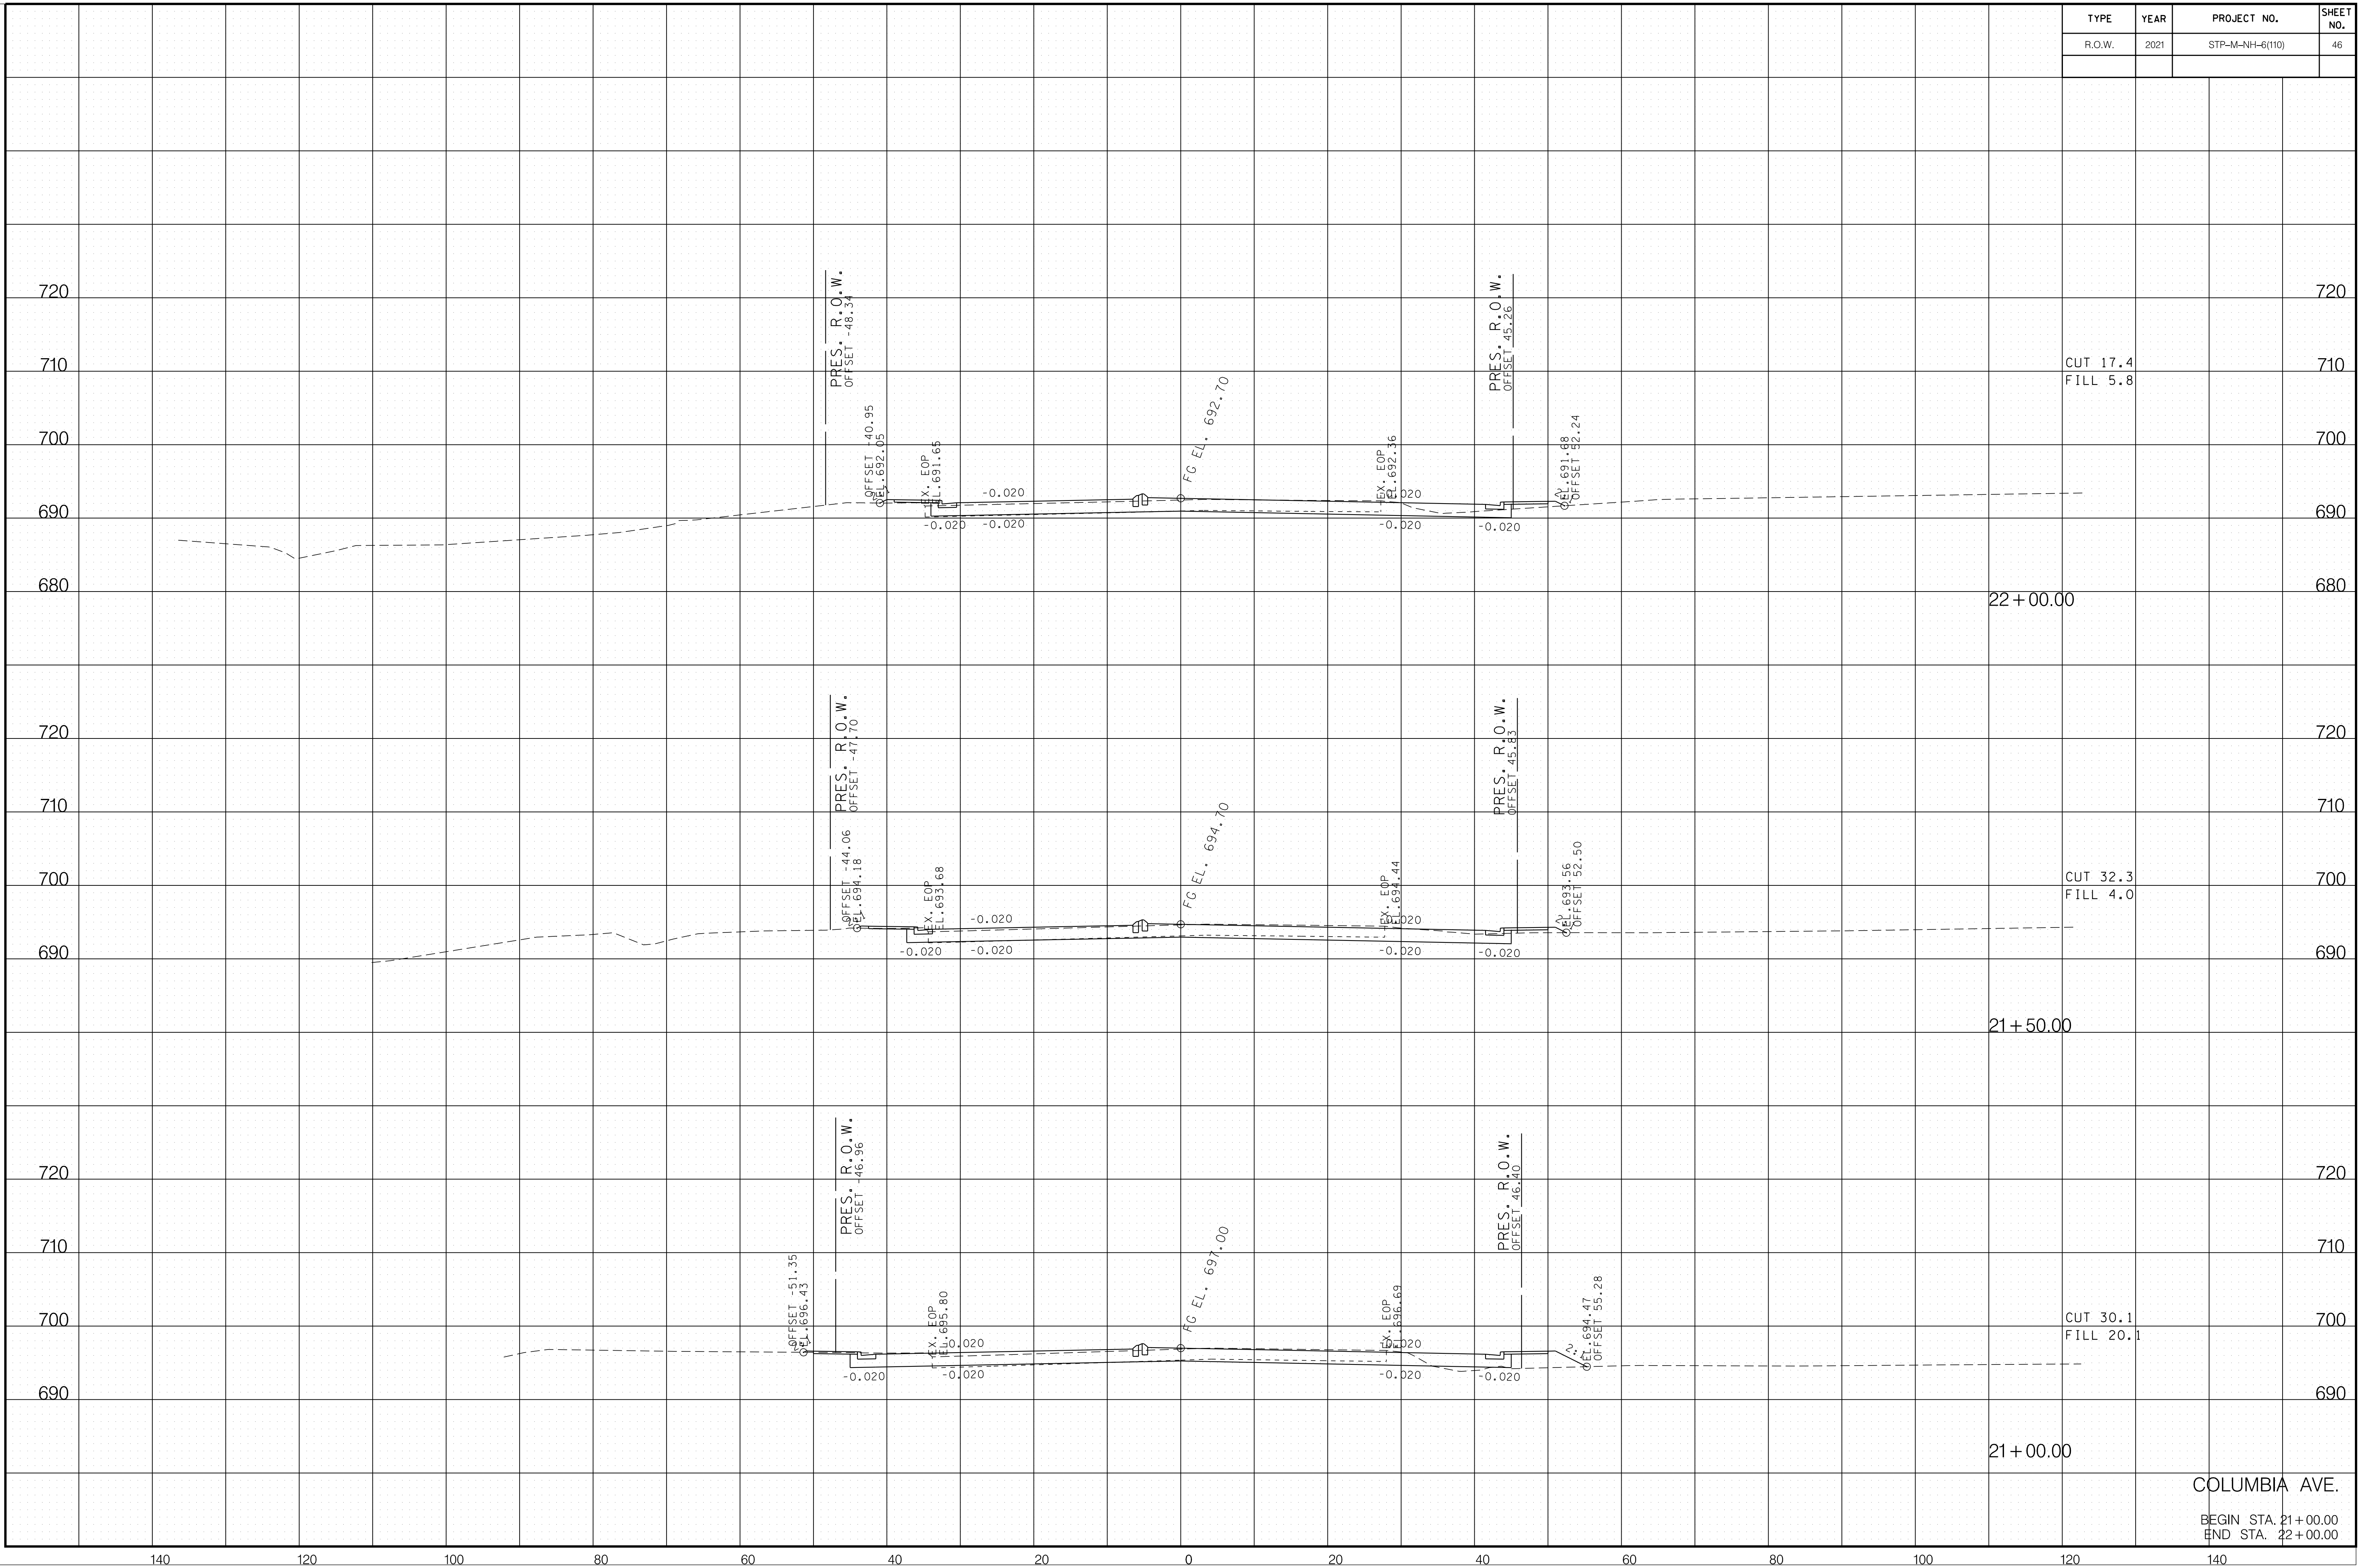 TYPE YEAR PROJECT NO. SHEET NO.
R.O.W. 2021 STP-M-NH-6(110) 46
720 720
PRES. R.O.W.
OFFSET -48.34
PRES. R.O.W.
OFFSET 45.26
710 710
CUT 17.4
FILL 5.8
700 700
OFFSET -40.95
EL.692.05
EX. EOP
EL.691.65
-0.020
FG EL. 692.70
EX. EOP
EL.692.36
-0.020
EL.691.68
OFFSET 52.24
690 690
-0.020 -0.020 -0.020 -0.020
680 680
22+00.00
720 720
PRES. R.O.W.
OFFSET -47.70
PRES. R.O.W.
OFFSET 45.83
710 710
700 700
CUT 32.3
FILL 4.0
OFFSET -44.06
EL.694.18
EX. EOP
EL.693.68
-0.020
FG EL. 694.70
EX. EOP
EL.694.44
-0.020
EL.693.56
OFFSET 52.50
690 690
-0.020 -0.020 -0.020 -0.020
21+50.00
720 720
PRES. R.O.W.
OFFSET -46.96
PRES. R.O.W.
OFFSET 46.40
710 710
700 700
CUT 30.1
FILL 20.1
OFFSET -51.35
EL.696.43
EX. EOP
EL.695.80
-0.020
FG EL. 697.00
EX. EOP
EL.696.69
-0.020
EL.694.47
OFFSET 55.28
-0.020 -0.020 -0.020 -0.020
690 690
21+00.00
COLUMBIA AVE.
BEGIN STA. 21+00.00
END STA. 22+00.00
140 120 100 80 60 40 20 0 20 40 60 80 100 120 140